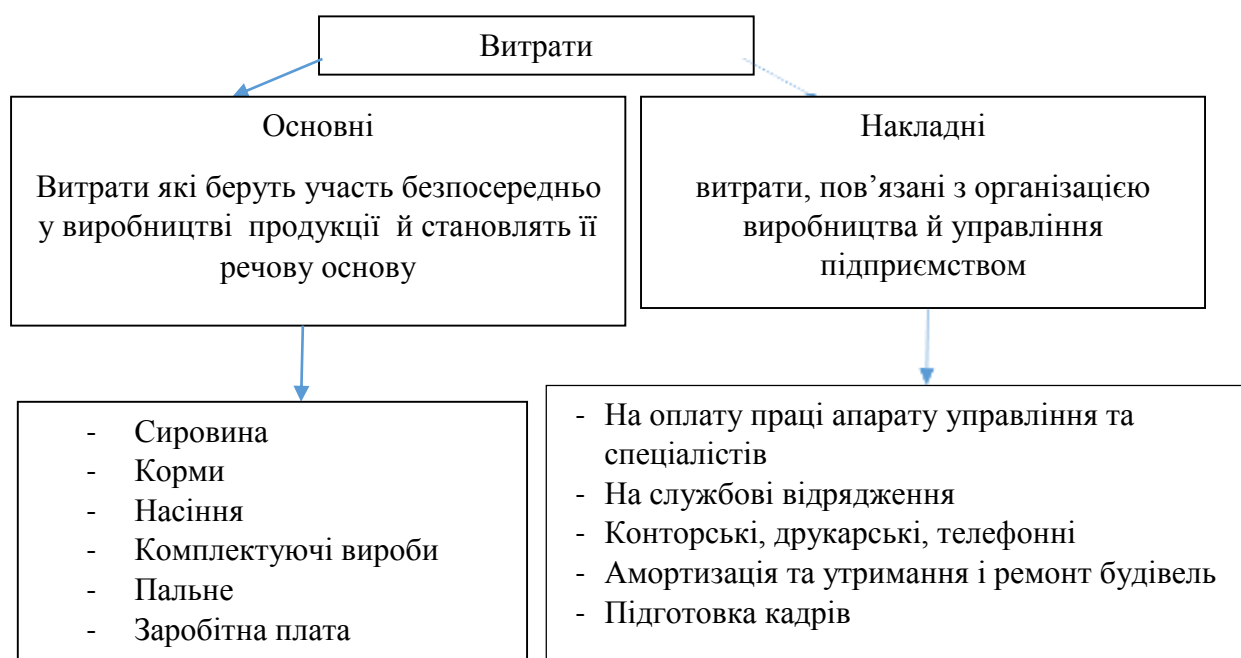 Витрати
Основні
Витрати які беруть участь безпосередньо
у виробництві продукції й становлять її
речову основу
Накладні
витрати, пов’язані з організацією
виробництва й управління
підприємством
- Сировина
- Корми
- Насіння
- Комплектуючі вироби
- Пальне
- Заробітна плата
- На оплату праці апарату управління та
спеціалістів
- На службові відрядження
- Конторські, друкарські, телефонні
- Амортизація та утримання і ремонт будівель
- Підготовка кадрів